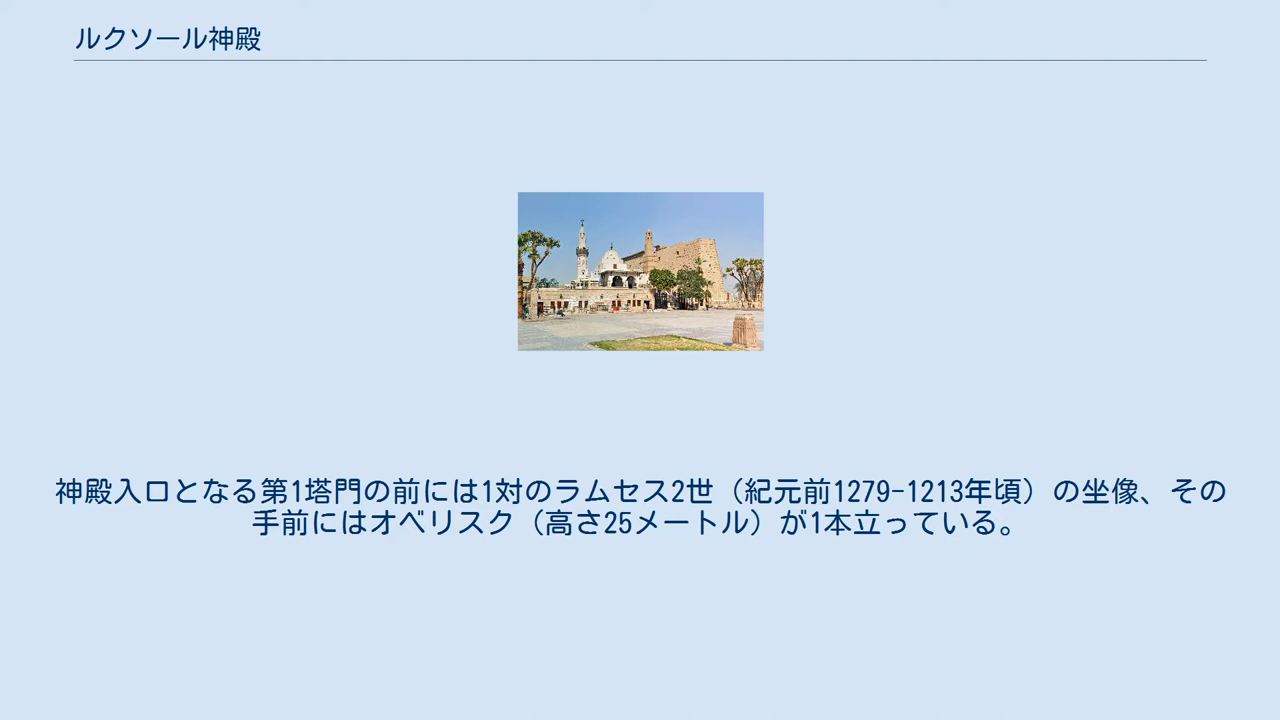 ルクソール神殿
神殿入口となる第1塔門の前には1対のラムセス2世（紀元前1279-1213年頃）の坐像、その
手前にはオベリスク（高さ25メートル）が1本立っている。